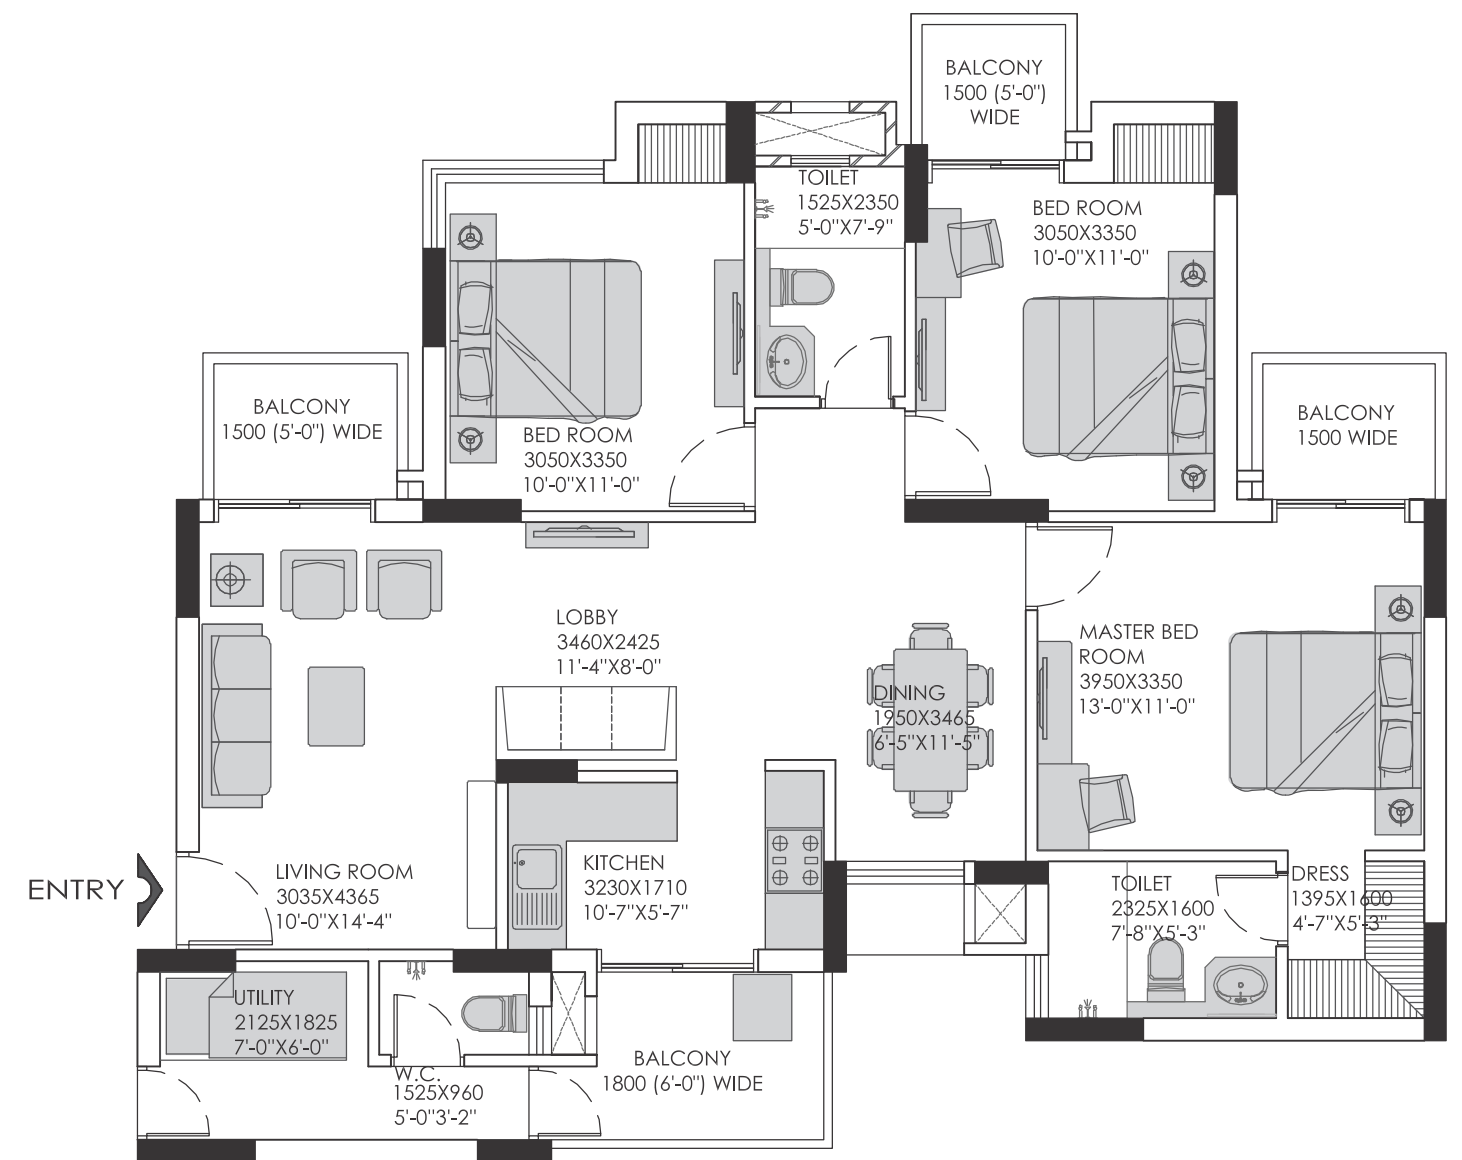 BALCONY
1500 (5'-0")
WIDE
TOILET
1525X2350
5'-0"X7'-9"
BED ROOM
3050X3350
10'-0"X11'-0"
BALCONY
1500 (5'-0") WIDE
BED ROOM
3050X3350
10'-0"X11'-0"
BALCONY
1500 WIDE
LOBBY
3460X2425
11'-4"X8'-0"
DINING
1950X3465
6'-5"X11'-5"
MASTER BED
ROOM
3950X3350
13'-0"X11'-0"
ENTRY
LIVING ROOM
3035X4365
10'-0"X14'-4"
KITCHEN
3230X1710
10'-7"X5'-7"
TOILET
2325X1600
7'-8"X5'-3"
DRESS
1395X1600
4'-7"X5'-3"
UTILITY
2125X1825
7'-0"X6'-0"
W.C.
1525X960
5'-0"3'-2"
BALCONY
1800 (6'-0") WIDE